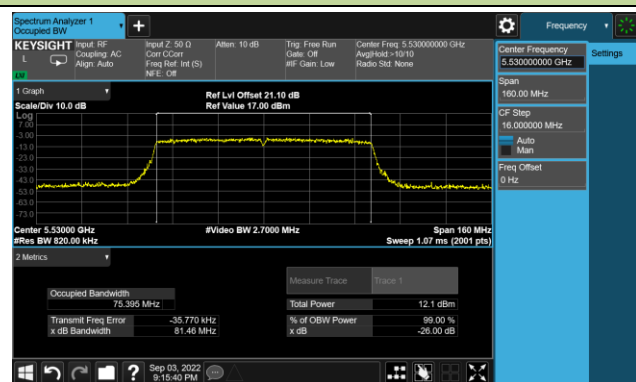 Spectrum Analyzer 1
Occupied BW
+
Frequency
KEYSIGHT
L
LW
Input: RF
Coupling: AC
Align: Auto
Input Z: 50 Ω
Corr CCorr
Freq Ref: Int (S)
NFE: Off
Atten: 10 dB
Trig: Free Run
Gate: Off
#IF Gain: Low
Center Freq: 5.530000000 GHz
Avg|Hold:>10/10
Radio Std: None
Center Frequency
5.530000000 GHz
Settings
Span
160.00 MHz
CF Step
16.000000 MHz
Auto
Man
Freq Offset
0 Hz
1 Graph
Scale/Div 10.0 dB
Ref Lvl Offset 21.10 dB
Ref Value 17.00 dBm
Log
7.00
-3.00
-13.0
-23.0
-33.0
-43.0
-53.0
-63.0
-73.0
Center 5.53000 GHz
#Res BW 820.00 kHz
#Video BW 2.7000 MHz
Span 160 MHz
Sweep 1.07 ms (2001 pts)
2 Metrics
Measure Trace
Trace 1
Occupied Bandwidth
75.395 MHz
Total Power
12.1 dBm
Transmit Freq Error
-35.770 kHz
% of OBW Power
99.00 %
x dB Bandwidth
81.46 MHz
x dB
-26.00 dB
?
Sep 03, 2022
9:15:40 PM